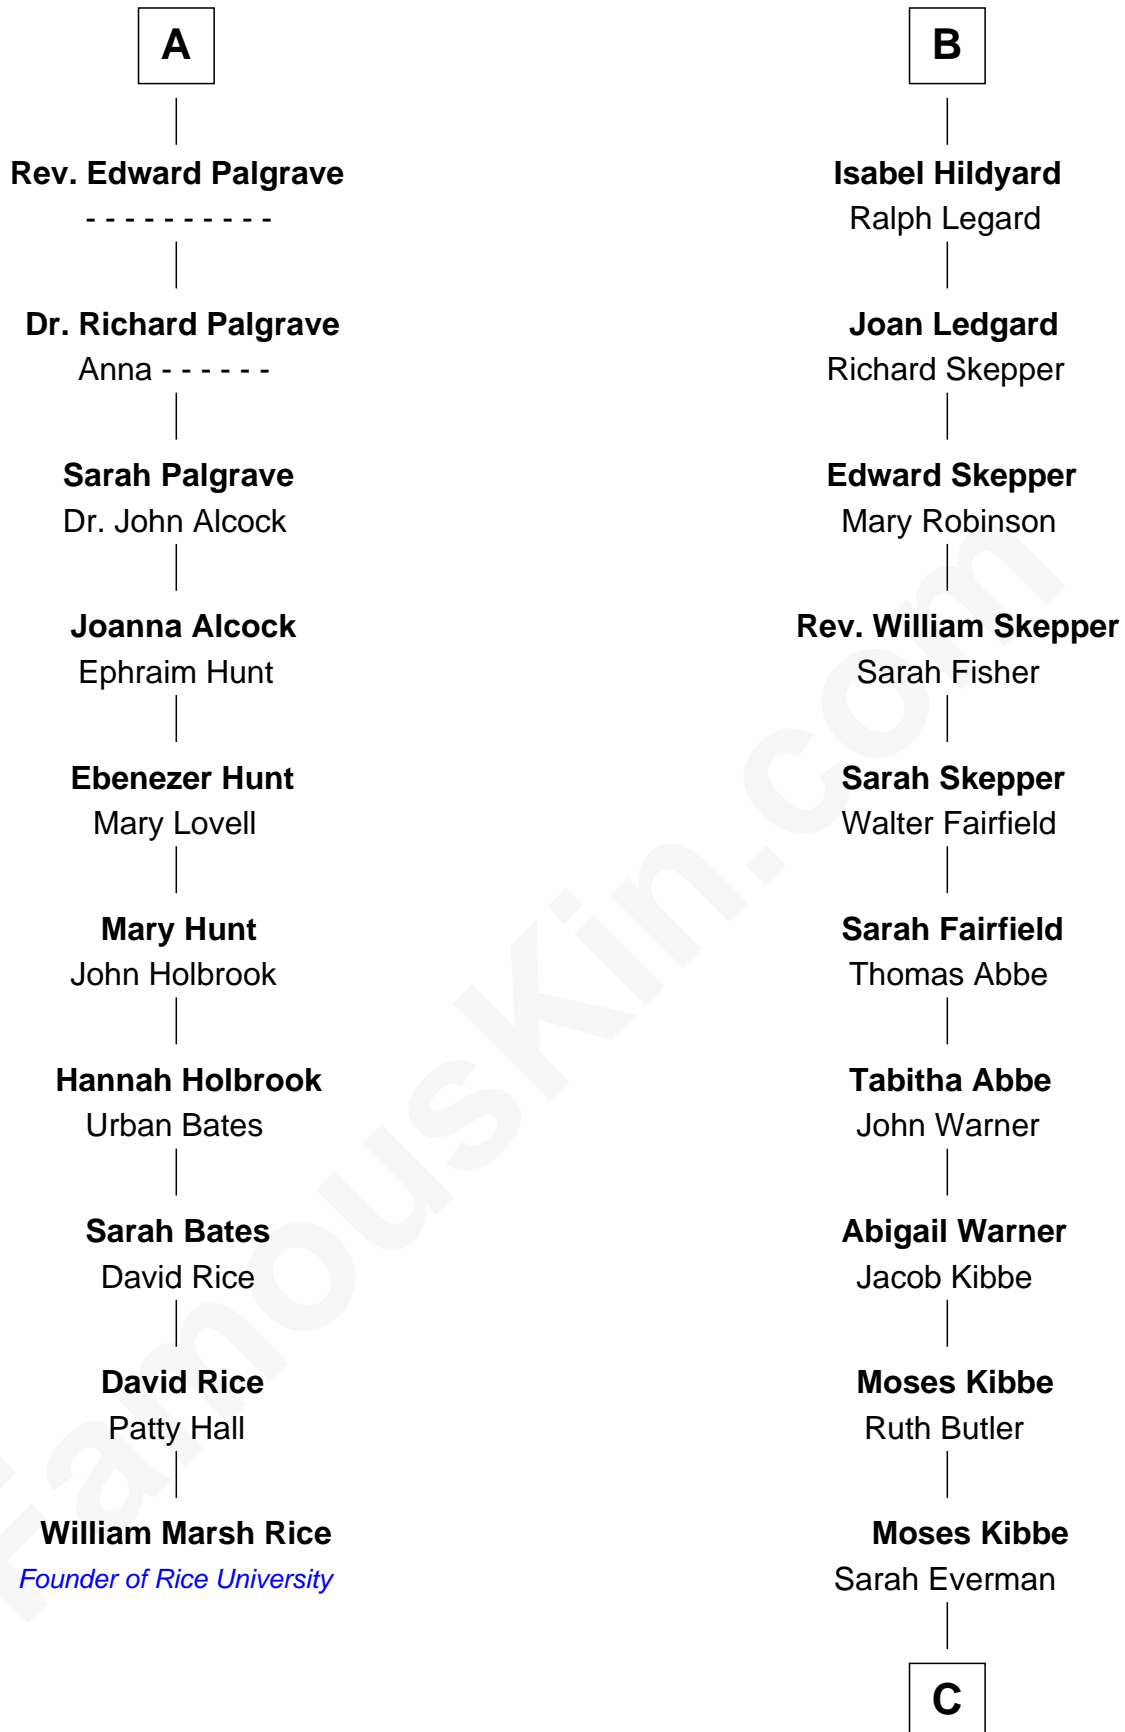 A
Rev. Edward Palgrave
- - - - - - - - - -
Dr. Richard Palgrave
Anna - - - - - -
Sarah Palgrave
Dr. John Alcock
Joanna Alcock
Ephraim Hunt
Ebenezer Hunt
Mary Lovell
Mary Hunt
John Holbrook
Hannah Holbrook
Urban Bates
Sarah Bates
David Rice
David Rice
Patty Hall
William Marsh Rice
Founder of Rice University
B
Isabel Hildyard
Ralph Legard
Joan Ledgard
Richard Skepper
Edward Skepper
Mary Robinson
Rev. William Skepper
Sarah Fisher
Sarah Skepper
Walter Fairfield
Sarah Fairfield
Thomas Abbe
Tabitha Abbe
John Warner
Abigail Warner
Jacob Kibbe
Moses Kibbe
Ruth Butler
Moses Kibbe
Sarah Everman
C
FamousKin.com